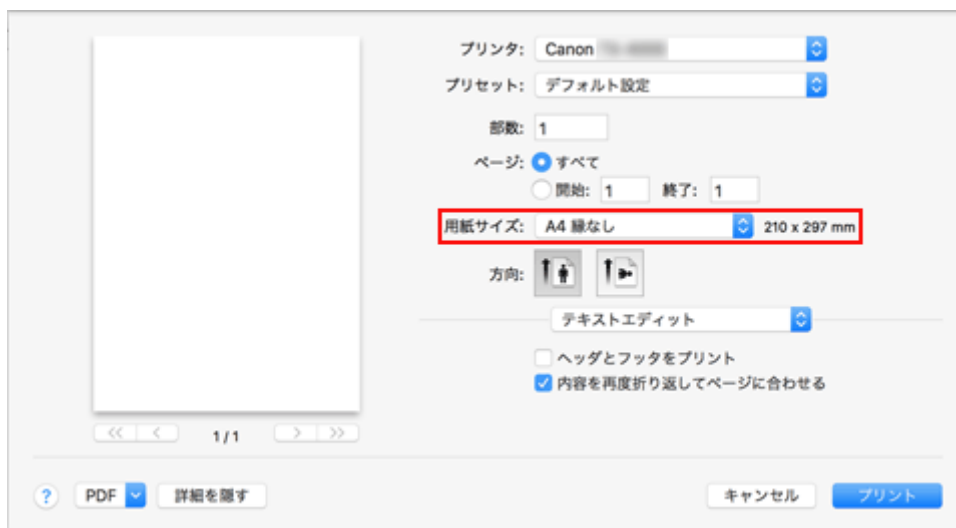 プリンタ: Canon
プリセット: デフォルト設定
部数: 1
ページ: すべて
開始: 1 終了: 1
用紙サイズ: A4 縁なし 210 x 297 mm
方向:
テキストエディット
ヘッダとフッタをプリント
内容を再度折り返してページに合わせる
<< < 1 / 1 > >>
? PDF 詳細を隠す キャンセル プリント